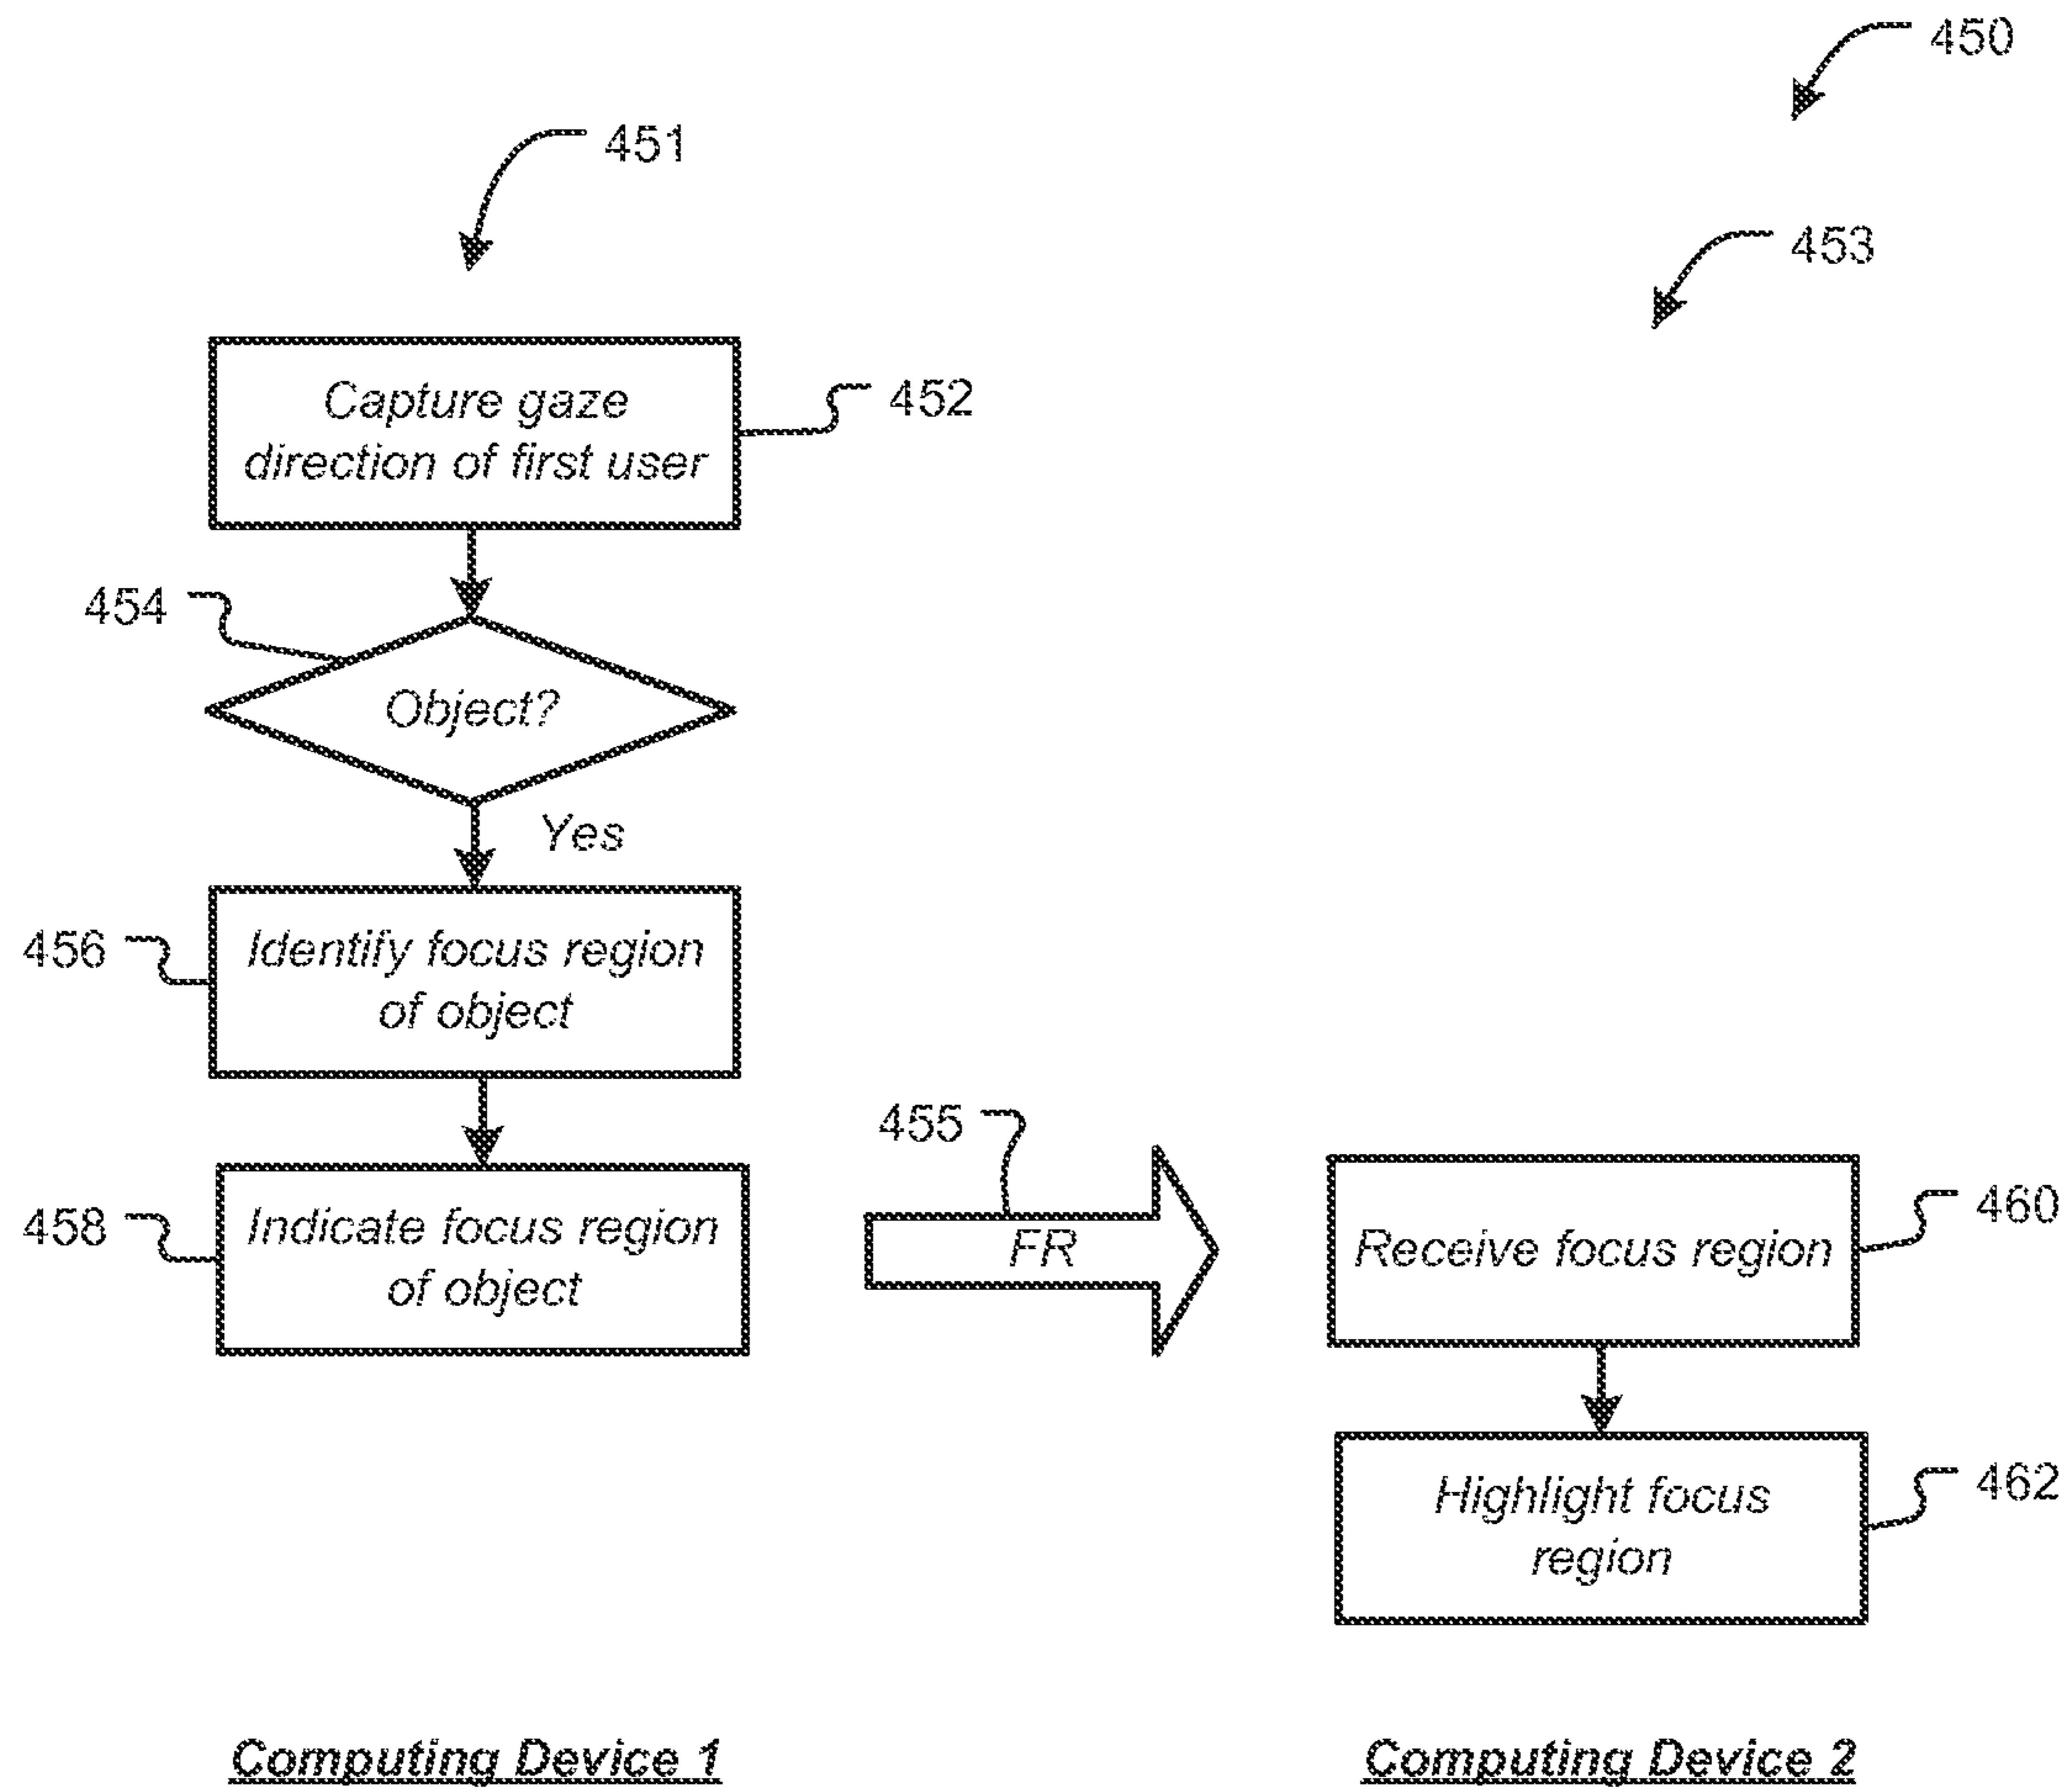 450
451
453
Capture gaze
direction of first user
452
454
Object?
Yes
456
Identify focus region
of object
458
Indicate focus region
of object
455
FR
Receive focus region
460
Highlight focus
region
462
Computing Device 1
Computing Device 2